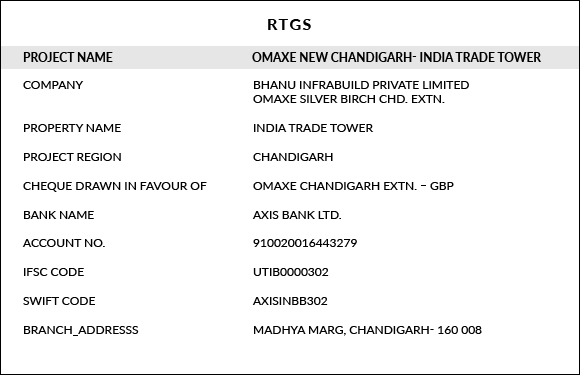 RTGS
PROJECT NAME OMAXE NEW CHANDIGARH- INDIA TRADE TOWER
COMPANY BHANU INFRABUILD PRIVATE LIMITED
OMAXE SILVER BIRCH CHD. EXTN.
PROPERTY NAME INDIA TRADE TOWER
PROJECT REGION CHANDIGARH
CHEQUE DRAWN IN FAVOUR OF OMAXE CHANDIGARH EXTN. – GBP
BANK NAME AXIS BANK LTD.
ACCOUNT NO. 910020016443279
IFSC CODE UTIB0000302
SWIFT CODE AXISINBB302
BRANCH_ADDRESSS MADHYA MARG, CHANDIGARH- 160 008